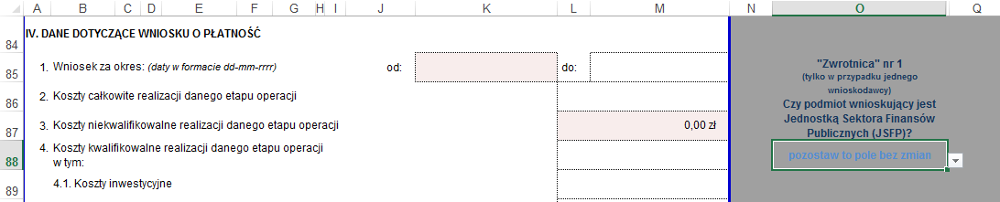 A B C D E F G H I J K L M N O Q
84 IV. DANE DOTYCZĄCE WNIOSKU O PŁATNOŚĆ
85 1. Wniosek za okres: (daty w formacie dd-mm-rrrr) od: do:
86 2. Koszty całkowite realizacji danego etapu operacji
87 3. Koszty niekwalifikowalne realizacji danego etapu operacji 0,00 zł
88 4. Koszty kwalifikowalne realizacji danego etapu operacji
w tym:
89 4.1. Koszty inwestycyjne
"Zwrotnica" nr 1
(tylko w przypadku jednego
wnioskodawcy)
Czy podmiot wnioskujący jest
Jednostką Sektora Finansów
Publicznych (JSFP)?
pozostaw to pole bez zmian